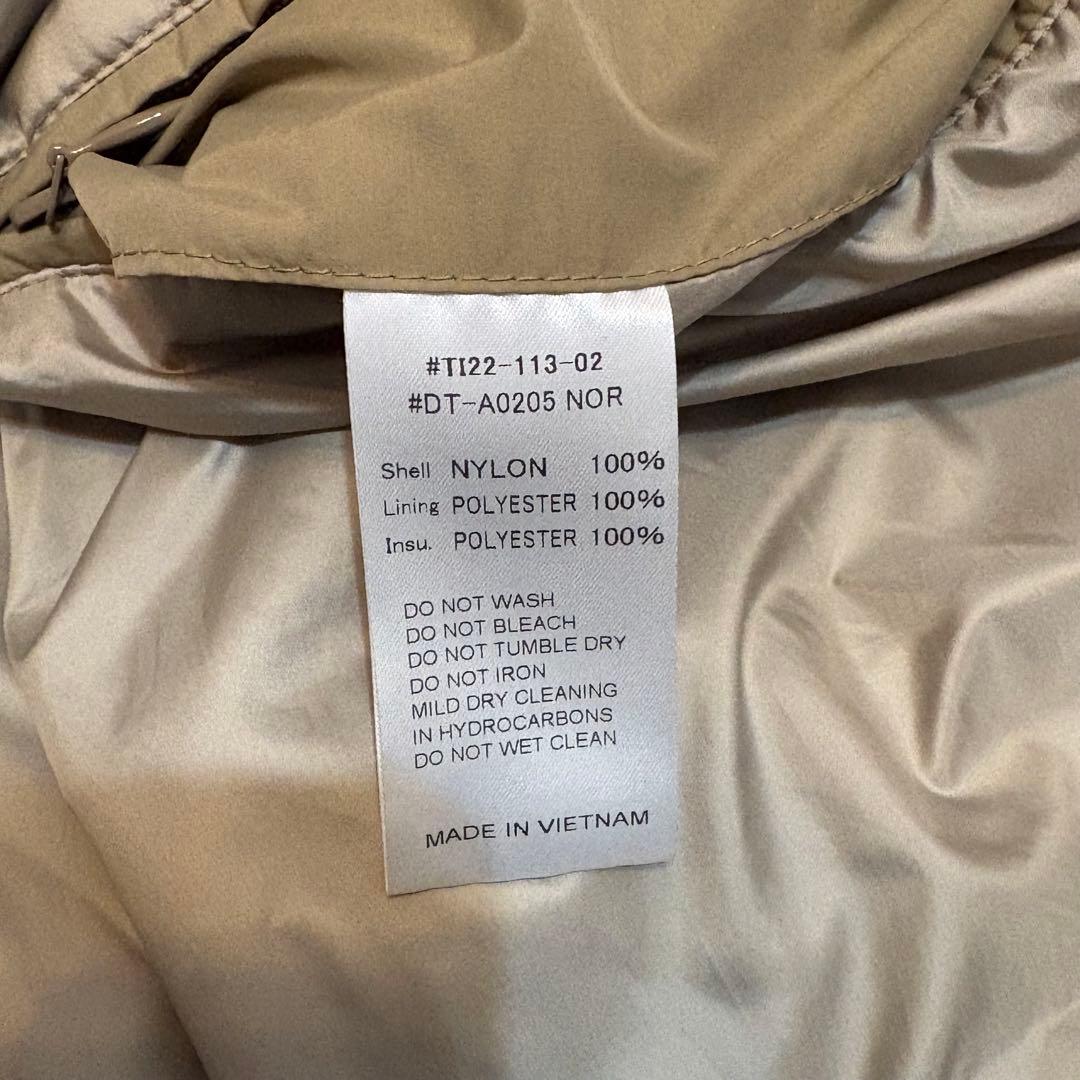 #TI22-113-02
#DT-A0205 NOR
Shell NYLON 100%
Lining POLYESTER 100%
Insu. POLYESTER 100%
DO NOT WASH
DO NOT BLEACH
DO NOT TUMBLE DRY
DO NOT IRON
MILD DRY CLEANING
IN HYDROCARBONS
DO NOT WET CLEAN
MADE IN VIETNAM